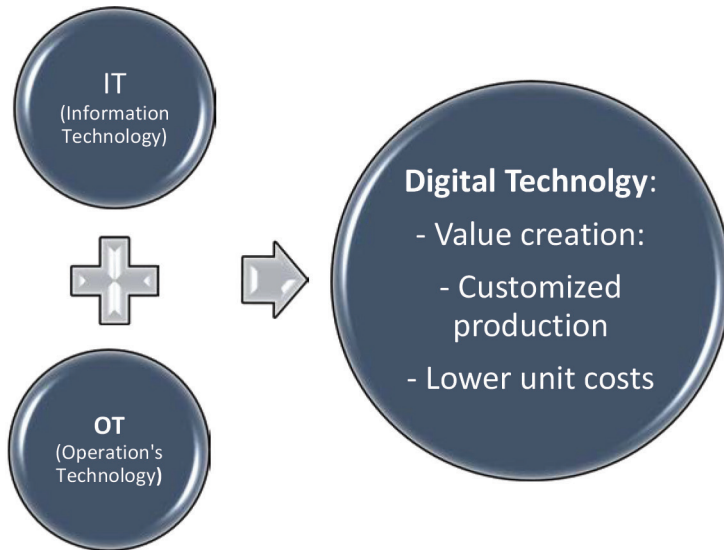 IT
(Information
Technology)
OT
(Operation's
Technology)
Digital Technolgy:
- Value creation:
- Customized
production
- Lower unit costs